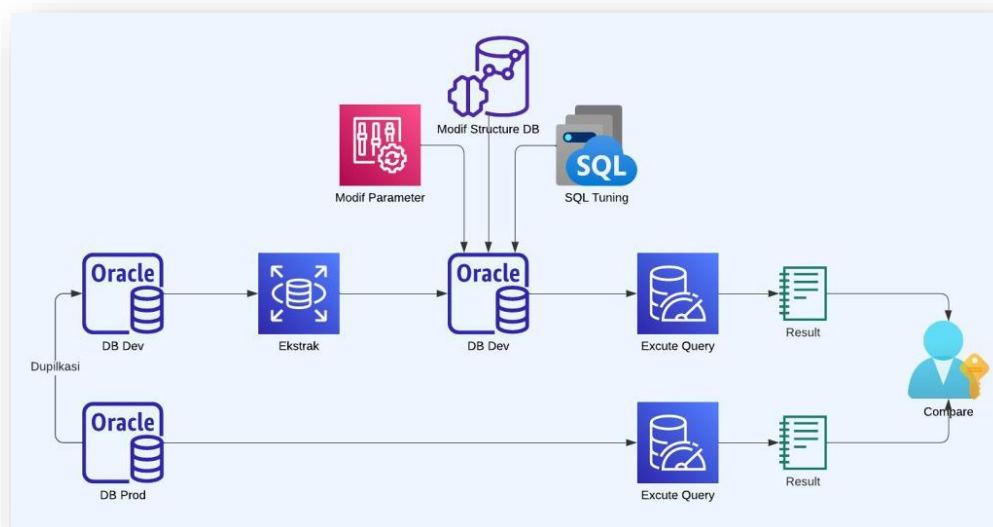 Modif Structure DB
Modif Parameter
SQL
SQL Tuning
Oracle
DB Dev
Ekstrak
Oracle
DB Dev
Excute Query
Result
Dupilkasi
Compare
Oracle
DB Prod
Excute Query
Result